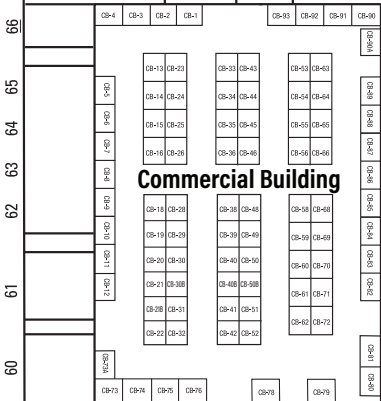 66
CB-4 CB-3 CB-2 CB-1 CB-93 CB-92 CB-91 CB-90
CB-90A
CB-13 CB-23 CB-33 CB-43 CB-53 CB-63
65
CB-5 CB-14 CB-24 CB-34 CB-44 CB-54 CB-64 CB-89
64
CB-6 CB-15 CB-25 CB-35 CB-45 CB-55 CB-65 CB-88
CB-7 CB-16 CB-26 CB-36 CB-46 CB-56 CB-66 CB-87
63
CB-8 Commercial Building CB-86
62
CB-9 CB-18 CB-28 CB-38 CB-48 CB-58 CB-68 CB-85
CB-10 CB-19 CB-29 CB-39 CB-49 CB-59 CB-69 CB-84
CB-11 CB-20 CB-30 CB-40 CB-50 CB-60 CB-70 CB-83
61
CB-12 CB-21 CB-30B CB-40B CB-50B CB-61 CB-71 CB-82
CB-21B CB-31 CB-41 CB-51
CB-22 CB-32 CB-42 CB-52 CB-62 CB-72
60
CB-73A CB-81
CB-73 CB-74 CB-75 CB-76 CB-78 CB-79 CB-80